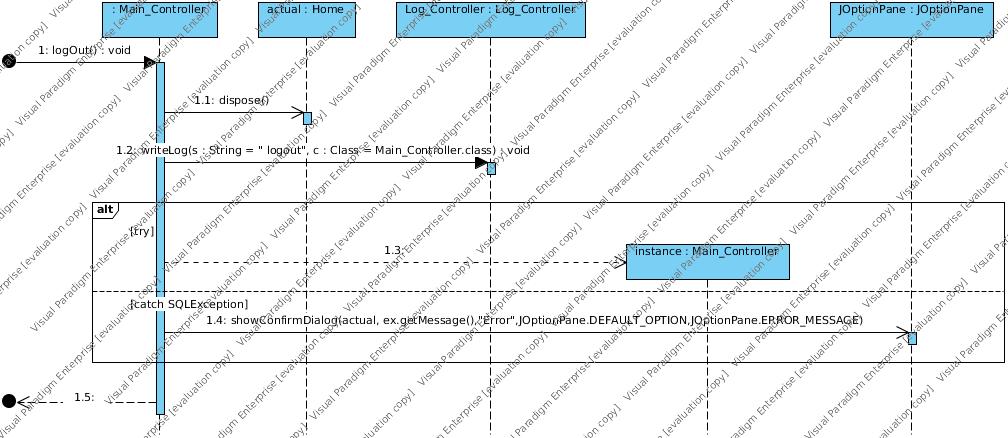 : Main_Controller
actual : Home
Log_Controller : Log_Controller
JOptionPane : JOptionPane
1: logOut() : void
1.1: dispose()
1.2: writeLog(s : String = " logout", c : Class = Main_Controller.class) : void
alt
[try]
1.3:
instance : Main_Controller
[catch SQLException]
1.4: showConfirmDialog(actual, ex.getMessage(),"Error",JOptionPane.DEFAULT_OPTION,JOptionPane.ERROR_MESSAGE)
1.5:
Visual Paradigm Enterprise [evaluation copy]